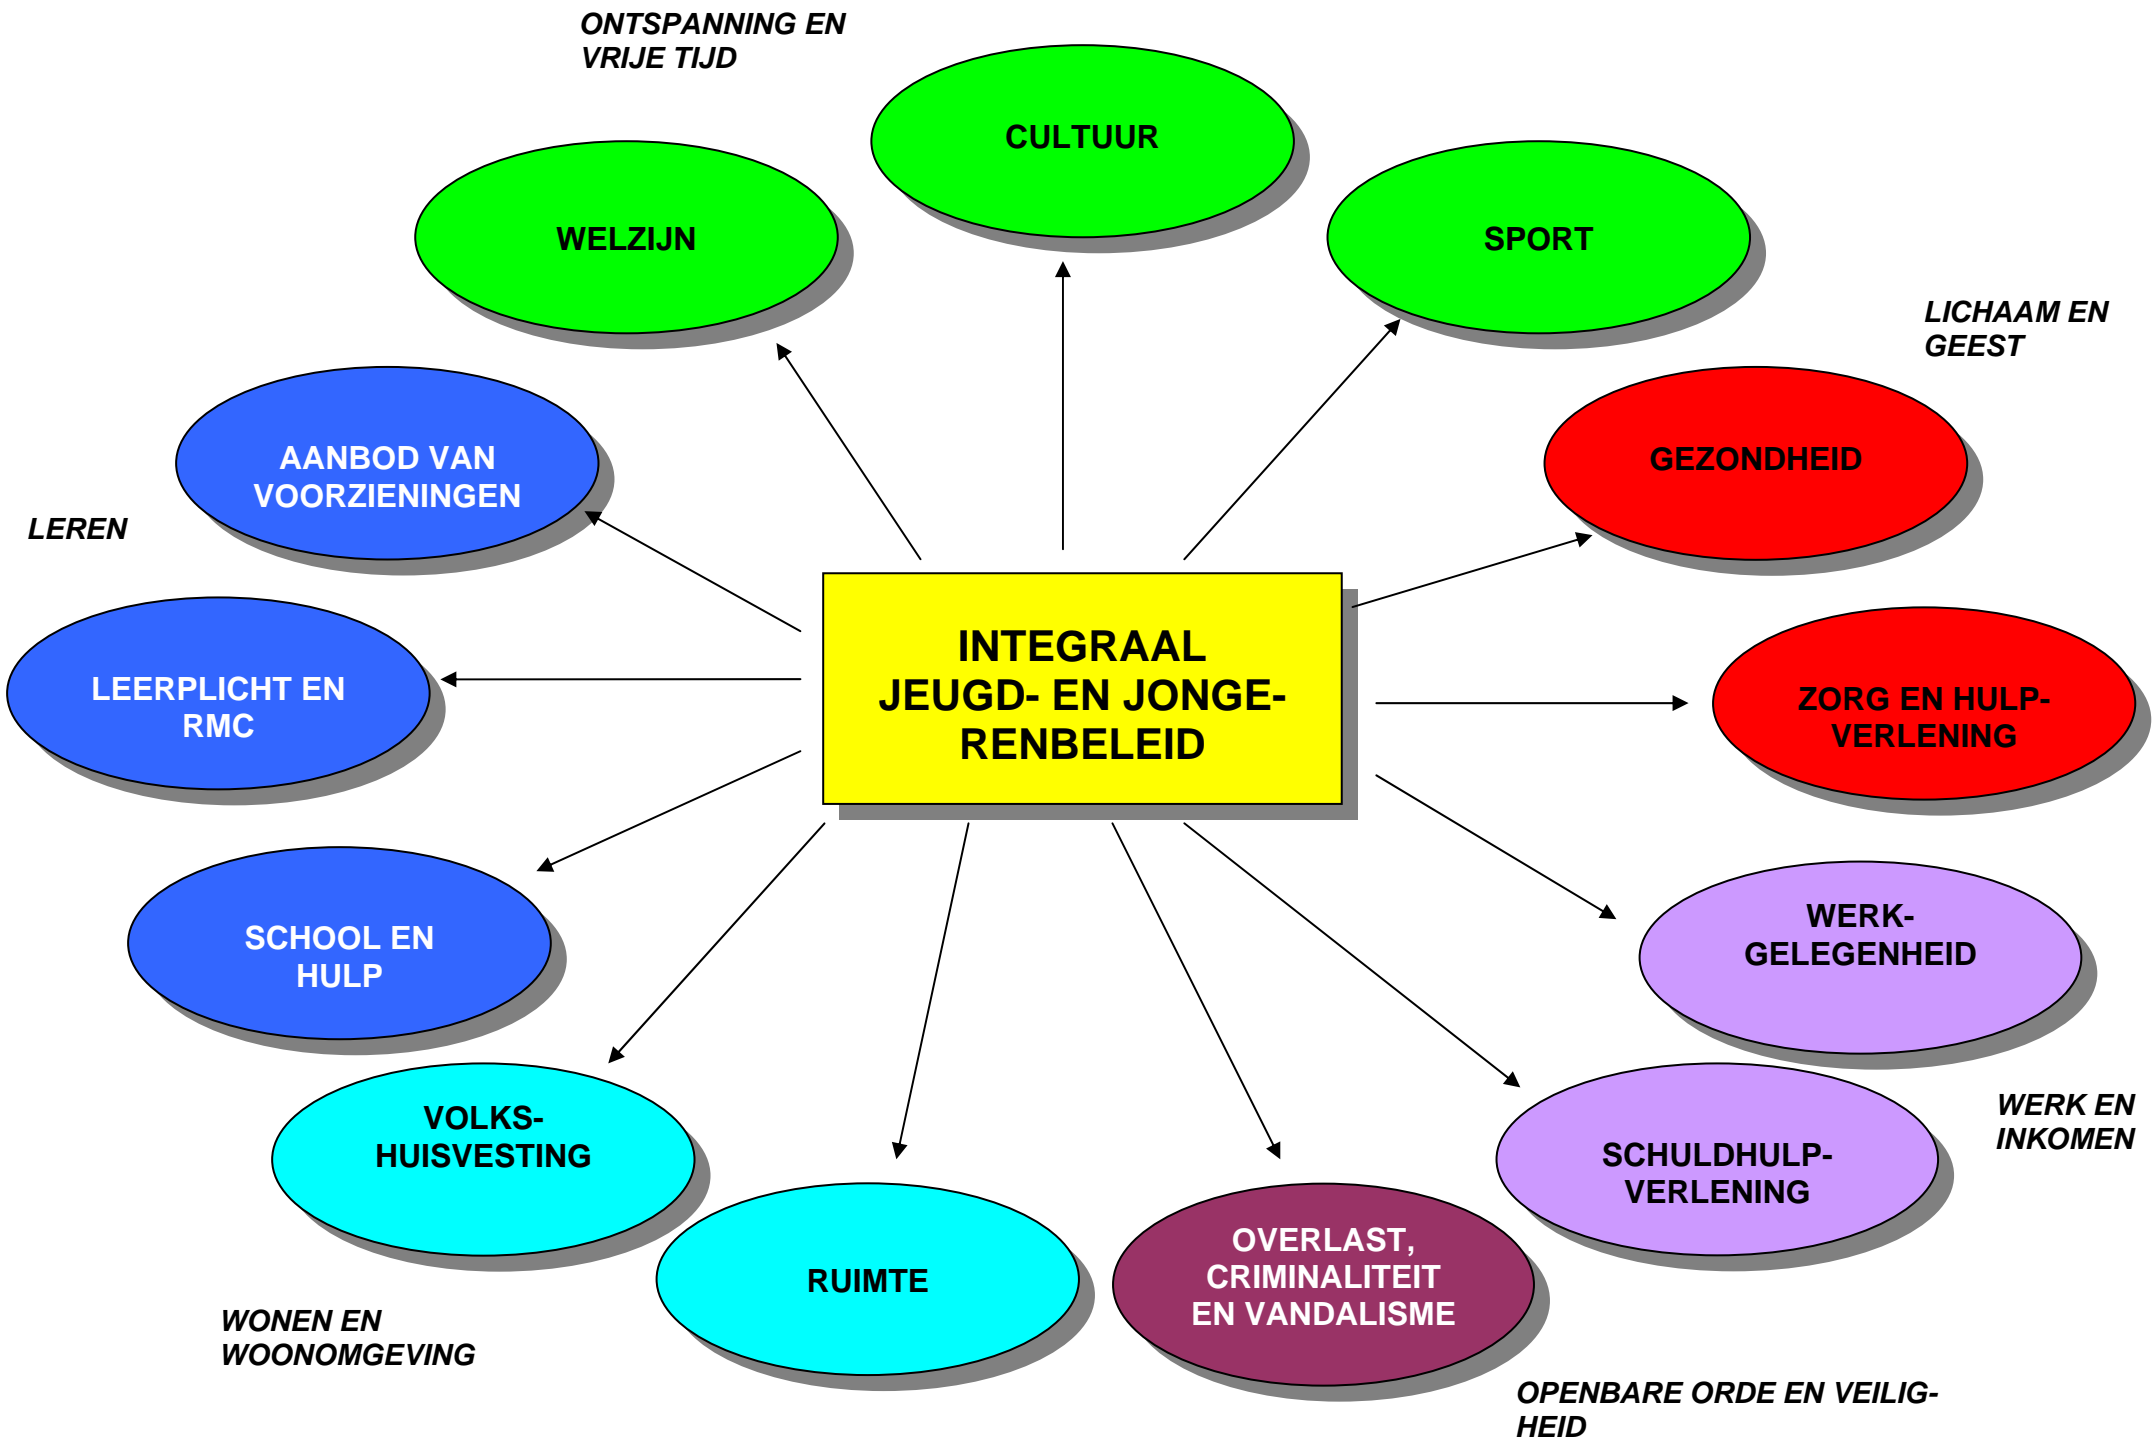 ONTSPANNING EN
VRIJE TIJD
CULTUUR
WELZIJN
SPORT
LICHAAM EN
GEEST
AANBOD VAN
VOORZIENINGEN
GEZONDHEID
LEREN
INTEGRAAL
JEUGD- EN JONGE-
RENBELEID
LEERPLICHT EN
RMC
ZORG EN HULP-
VERLENING
SCHOOL EN
HULP
WERK-
GELEGENHEID
VOLKS-
HUISVESTING
WERK EN
INKOMEN
SCHULDHULP-
VERLENING
RUIMTE
OVERLAST,
CRIMINALITEIT
EN VANDALISME
WONEN EN
WOONOMGEVING
OPENBARE ORDE EN VEILIG-
HEID